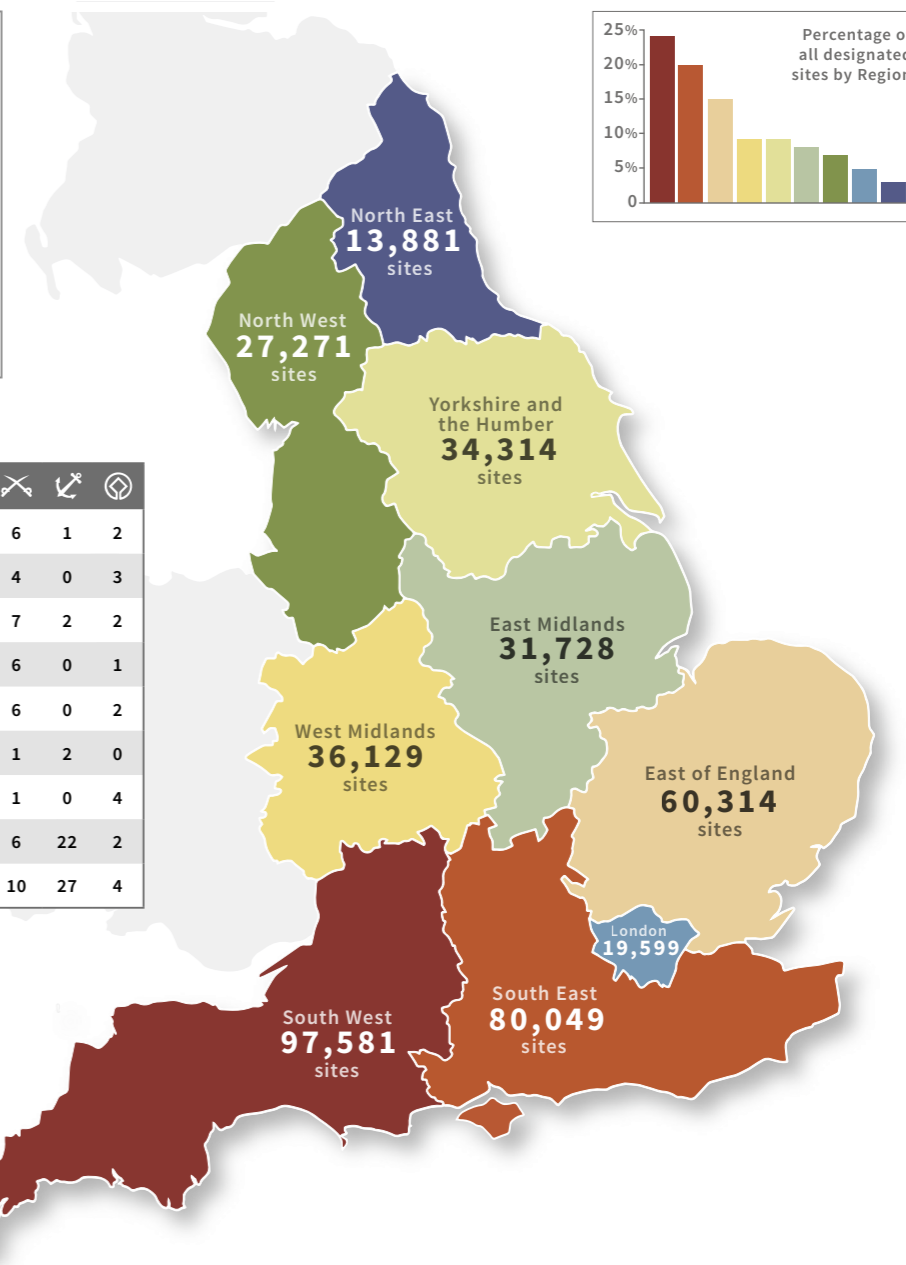 25%
20%
15%
10%
5%
0
Percentage o
all designated
sites by Region
North East
13,881
sites
North West
27,271
sites
Yorkshire and
the Humber
34,314
sites
6 1 2
4 0 3
7 2 2
6 0 1
6 0 2
1 2 0
1 0 4
6 22 2
10 27 4
East Midlands
31,728
sites
West Midlands
36,129
sites
East of England
60,314
sites
London
19,599
South East
80,049
sites
South West
97,581
sites